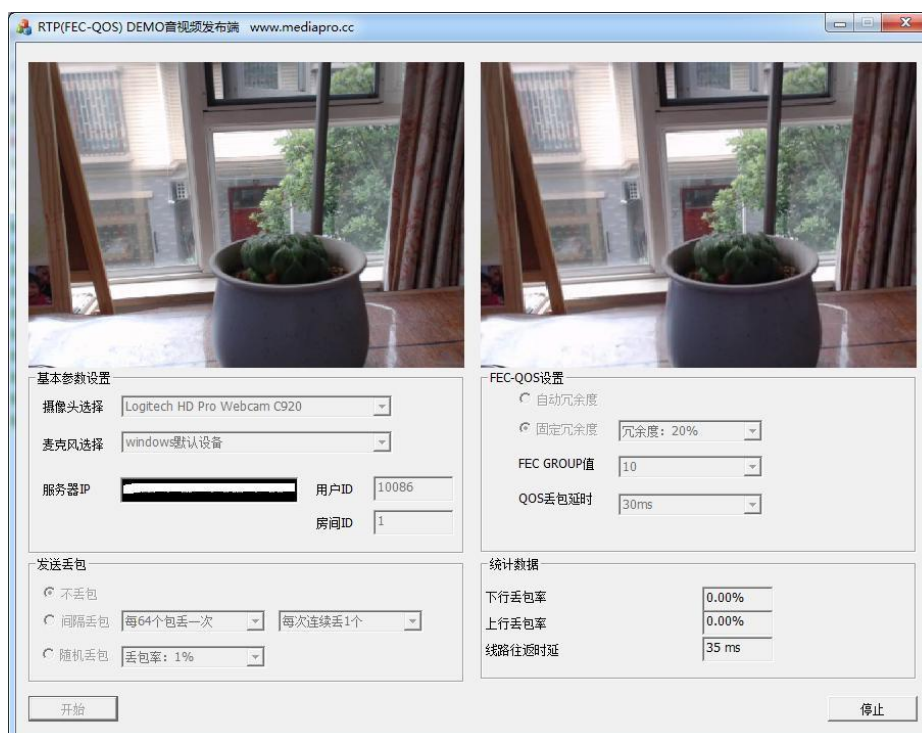 RTP(FEC-QOS) DEMO音视频发布端 www.mediapro.cc
基本参数设置
摄像头选择 Logitech HD Pro Webcam C920
麦克风选择 windows默认设备
服务器IP 用户ID 10086
房间ID 1
FEC-QOS设置
自动冗余度
固定冗余度 冗余度：20%
FEC GROUP值 10
QOS丢包延时 30ms
发送丢包
不丢包
间隔丢包 每64个包丢一次 每次连续丢1个
随机丢包 丢包率：1%
统计数据
下行丢包率 0.00%
上行丢包率 0.00%
线路往返时延 35 ms
开始
停止